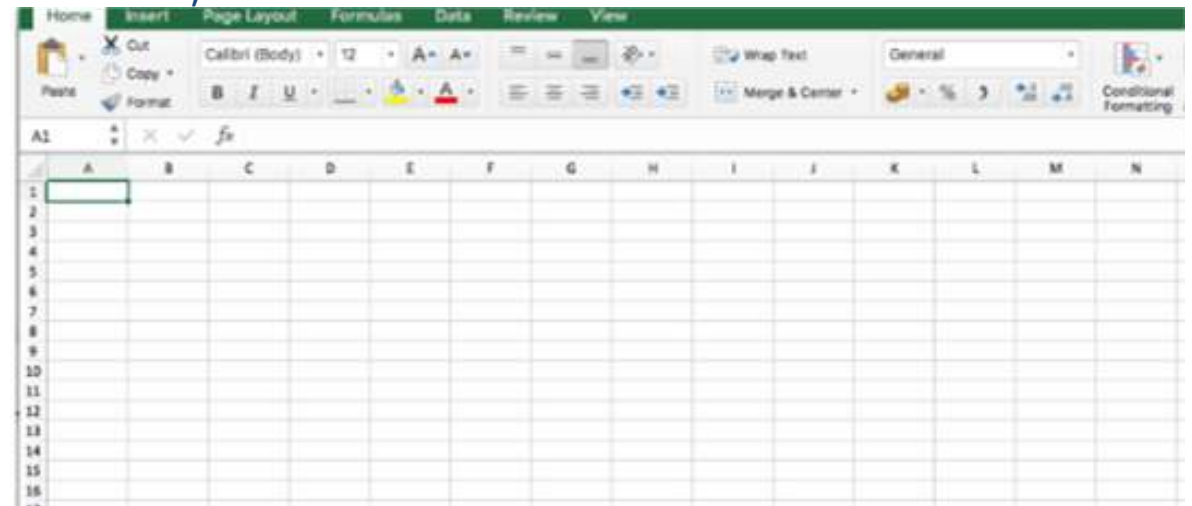 Home Insert Page Layout Formulas Data Review View
Cut Calibri (Body) 12 A A Wrap Text General
Copy
Paste Format B I U A Merge & Center % Conditional Formatting
A1 fx
A B C D E F G H I J K L M N
1
2
3
4
5
6
7
8
9
10
11
12
13
14
15
16